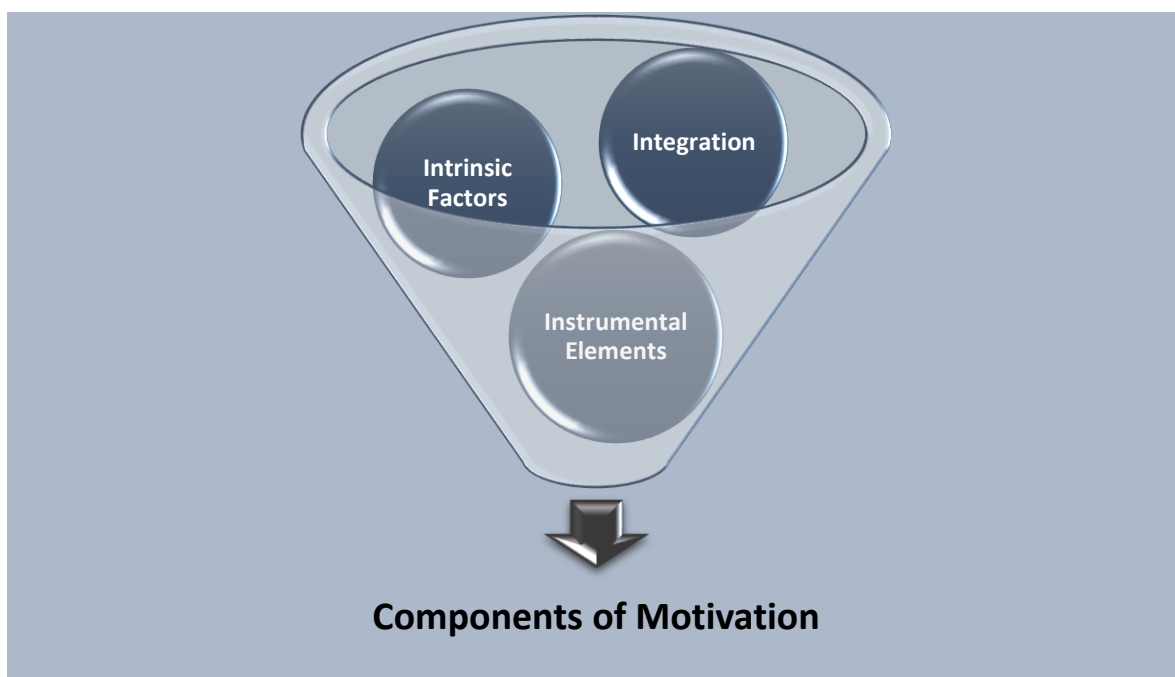 Integration
Intrinsic
Factors
Instrumental
Elements
Components of Motivation